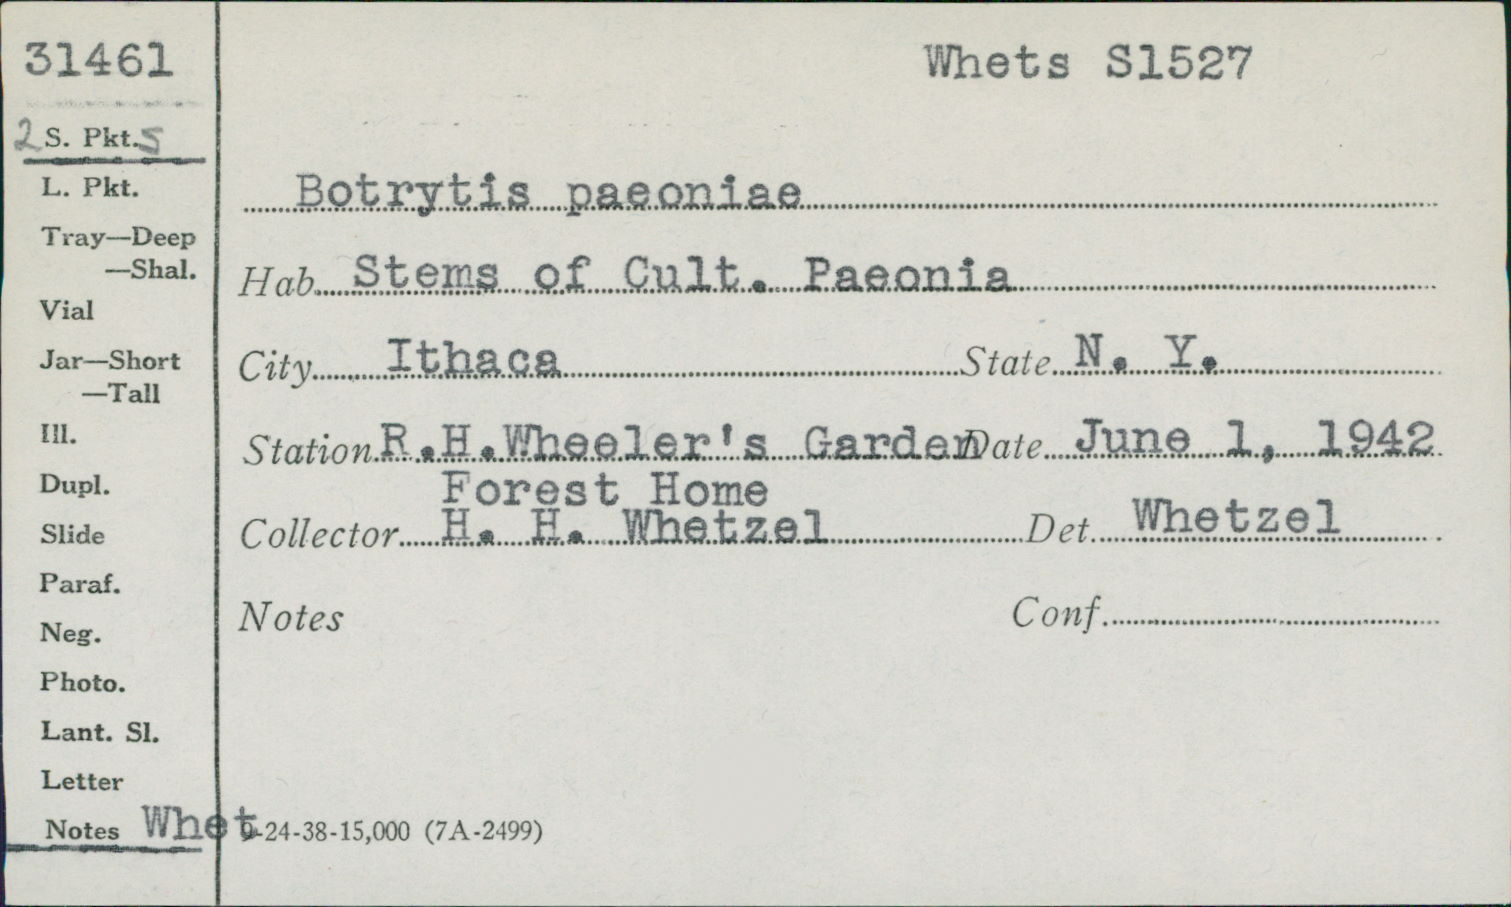 31461
Whets S1527
2 S. Pkt. 5
L. Pkt.
Tray—Deep
—Shal.
Vial
Jar—Short
—Tall
Ill.
Dupl.
Slide
Paraf.
Neg.
Photo.
Lant. Sl.
Letter
Notes Whet
Botrytis paeoniae
Hab. Stems of Cult. Paeonia
City Ithaca State N. Y.
Station R.H.Wheeler's Garden Date June 1, 1942
Forest Home
Collector H. H. Whetzel Det. Whetzel
Notes Conf.
9-24-38-15,000 (7A-2499)